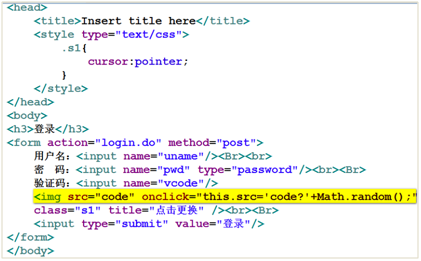 <head>
<title>Insert title here</title>
<style type="text/css">
.s1{
cursor:pointer;
}
</style>
</head>
<body>
<h3>登录</h3>
<form action="login.do" method="post">
用户名：<input name="uname"/><Br><br>
密 码：<input name="pwd" type="password"/><br><Br>
验证码：<input name="vcode"/>
<img src="code" onclick="this.src='code?'+Math.random();"
class="s1" title="点击更换" /><br><Br>
<input type="submit" value="登录"/>
</form>
</body>